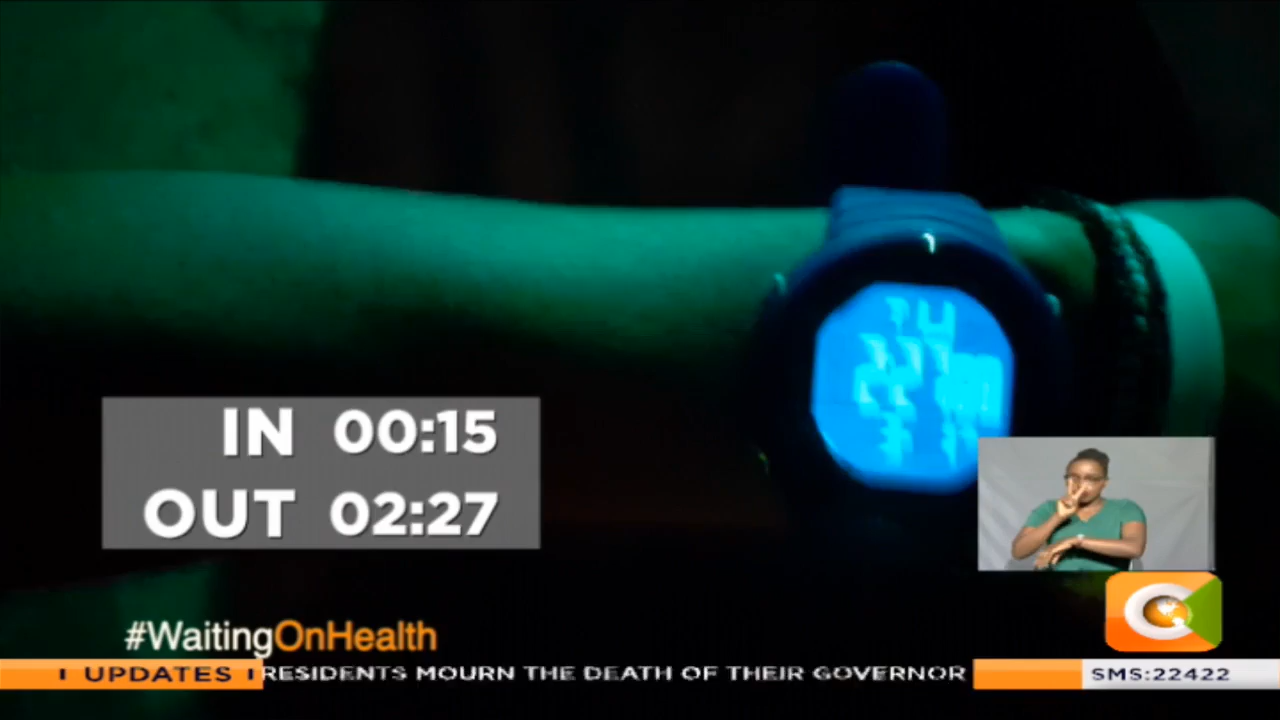 IN 00:15
OUT 02:27
#WaitingOnHealth
UPDATES
RESIDENTS MOURN THE DEATH OF THEIR GOVERNOR
SMS:22422